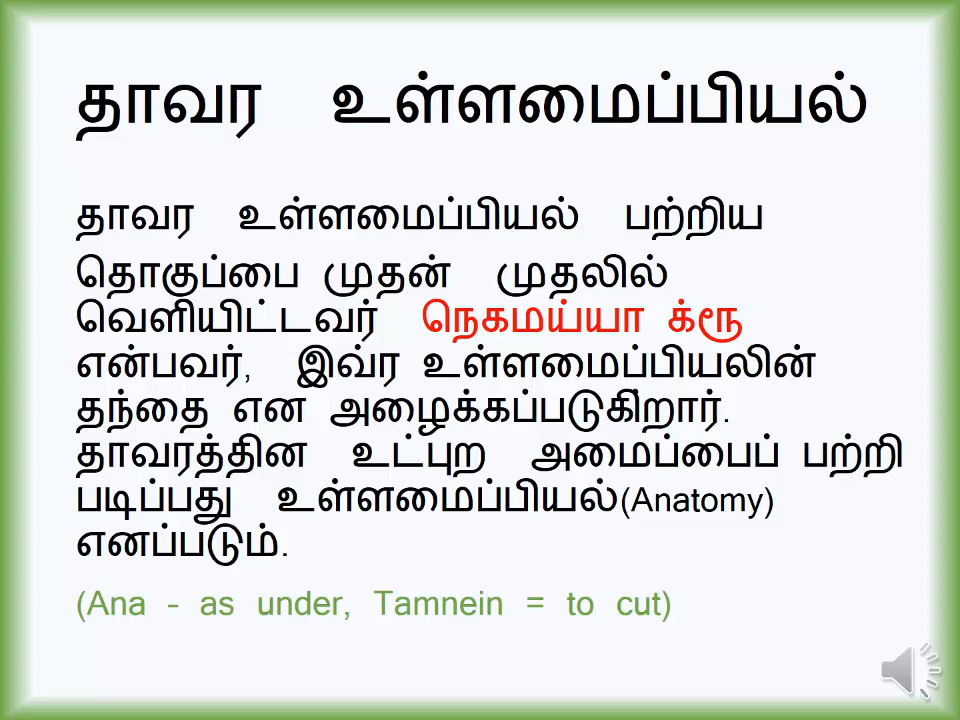 தாவர உள்ளமைப்பியல்
தாவர உள்ளமைப்பியல் பற்றிய
தொகுப்பை முதன் முதலில்
வெளியிட்டவர் நெகமய்யா க்ரூ
என்பவர், இவ்ர உள்ளமைப்பியலின்
தந்தை என அழைக்கப்படுகிறார்.
தாவரத்தின உட்புற அமைப்பைப் பற்றி
படிப்பது உள்ளமைப்பியல்(Anatomy)
எனப்படும்.
(Ana – as under, Tamnein = to cut)